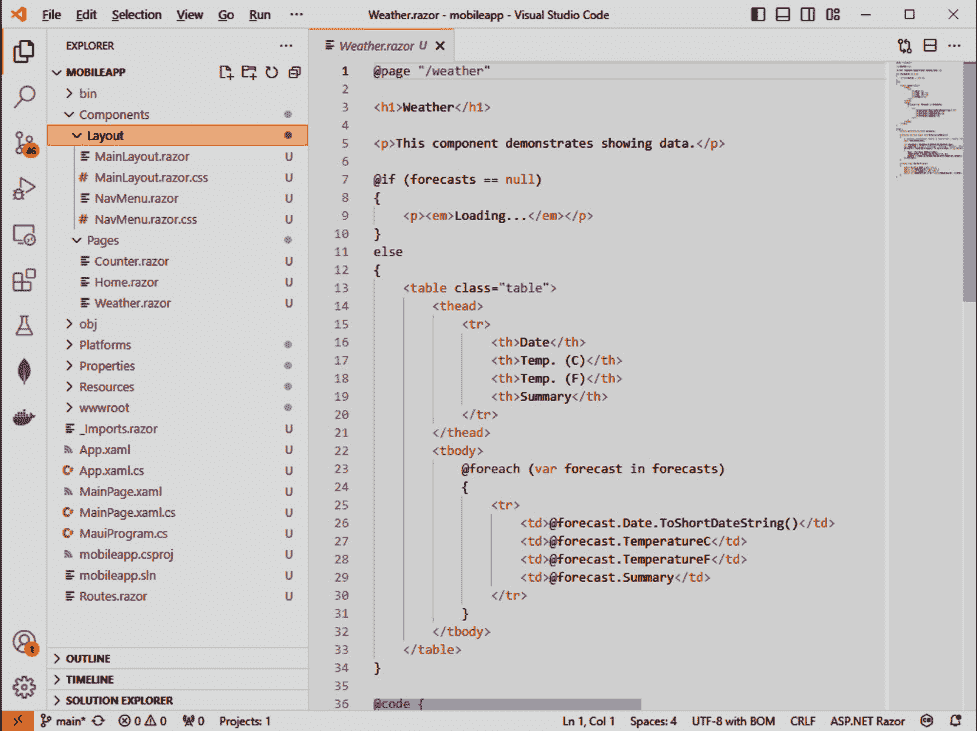 File Edit Selection View Go Run ··· Weather.razor - mobileapp - Visual Studio Code
EXPLORER ···
MOBILEAPP
bin
Components
Layout
MainLayout.razor U
# MainLayout.razor.css U
NavMenu.razor U
# NavMenu.razor.css U
Pages
Counter.razor U
Home.razor U
Weather.razor U
obj
Platforms
Properties
Resources
wwwroot
_Imports.razor U
App.xaml U
App.xaml.cs U
MainPage.xaml U
MainPage.xaml.cs U
MauiProgram.cs U
mobileapp.csproj U
mobileapp.sln U
Routes.razor U
OUTLINE
TIMELINE
SOLUTION EXPLORER
46
Weather.razor U
1 @page "/weather"
2
3 <h1>Weather</h1>
4
5 <p>This component demonstrates showing data.</p>
6
7 @if (forecasts == null)
8 {
9 <p><em>Loading...</em></p>
10 }
11 else
12 {
13 <table class="table">
14 <thead>
15 <tr>
16 <th>Date</th>
17 <th>Temp. (C)</th>
18 <th>Temp. (F)</th>
19 <th>Summary</th>
20 </tr>
21 </thead>
22 <tbody>
23 @foreach (var forecast in forecasts)
24 {
25 <tr>
26 <td>@forecast.Date.ToShortDateString()</td>
27 <td>@forecast.TemperatureC</td>
28 <td>@forecast.TemperatureF</td>
29 <td>@forecast.Summary</td>
30 </tr>
31 }
32 </tbody>
33 </table>
34 }
35
36 @code {
main* 0 0 0 Projects: 1 Ln 1, Col 1 Spaces: 4 UTF-8 with BOM CRLF ASP.NET Razor